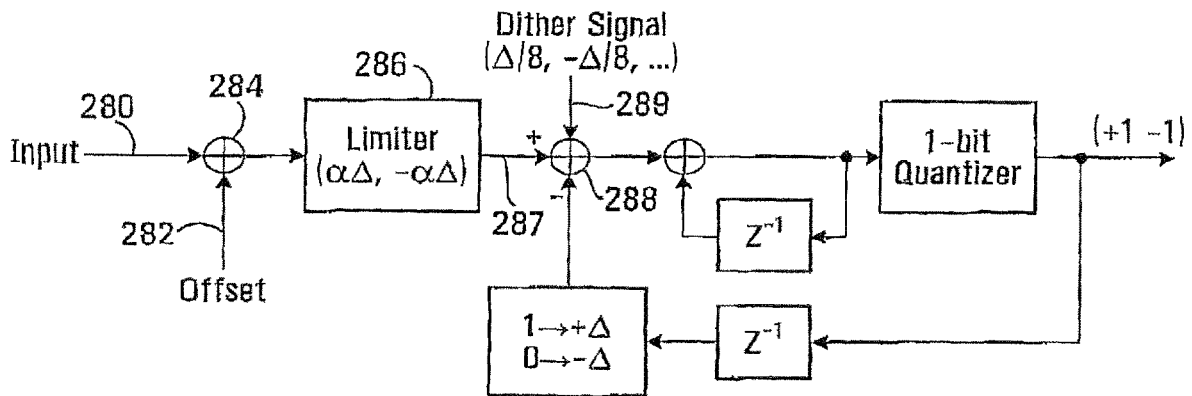 Dither Signal
(Δ/8, -Δ/8, ...)
286
284
280
289
(+1 -1)
Input
Limiter
(αΔ, -αΔ)
+
1-bit
Quantizer
-
288
287
282
Z⁻¹
Offset
1→+Δ
0→-Δ
Z⁻¹